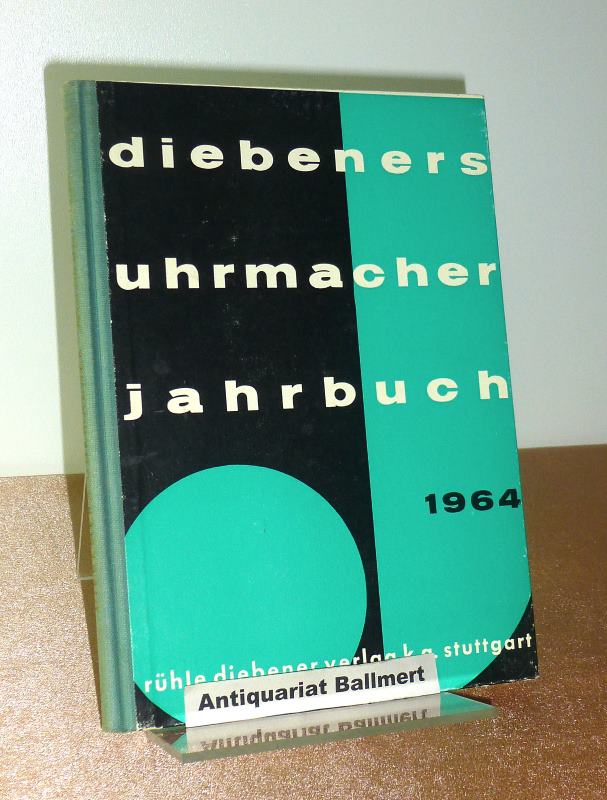 diebeners
uhrmacher
jahrbuch
1964
rühle diebener verlag k.g. stuttgart
Antiquariat Ballmert